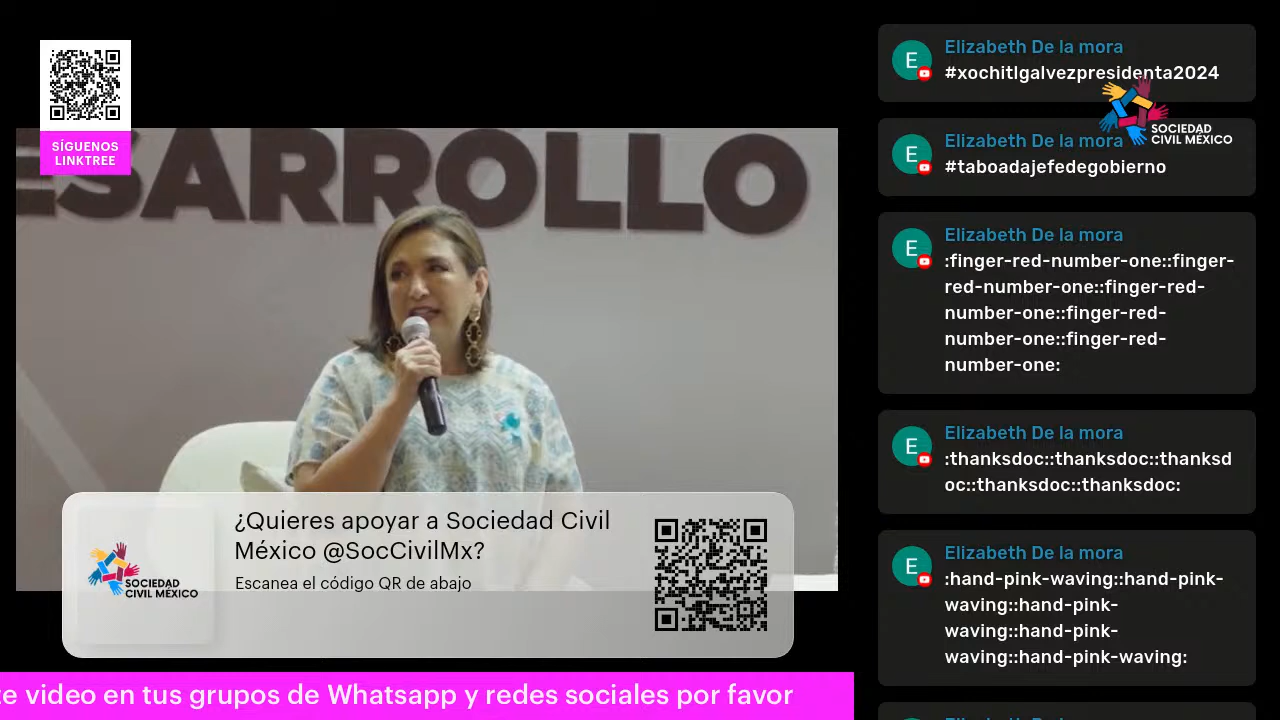 SÍGUENOS
LINKTREE
ESARROLLO
¿Quieres apoyar a Sociedad Civil
México @SocCivilMx?
Escanea el código QR de abajo
SOCIEDAD
CIVIL MÉXICO
video en tus grupos de Whatsapp y redes sociales por favor
E
Elizabeth De la mora
#xochitlgalvezpresidenta2024
SOCIEDAD
CIVIL MÉXICO
E
Elizabeth De la mora
#taboadajefedegobierno
E
Elizabeth De la mora
:finger-red-number-one::finger-
red-number-one::finger-red-
number-one::finger-red-
number-one::finger-red-
number-one:
E
Elizabeth De la mora
:thanksdoc::thanksdoc::thanksd
oc::thanksdoc::thanksdoc:
E
Elizabeth De la mora
:hand-pink-waving::hand-pink-
waving::hand-pink-
waving::hand-pink-
waving::hand-pink-waving: